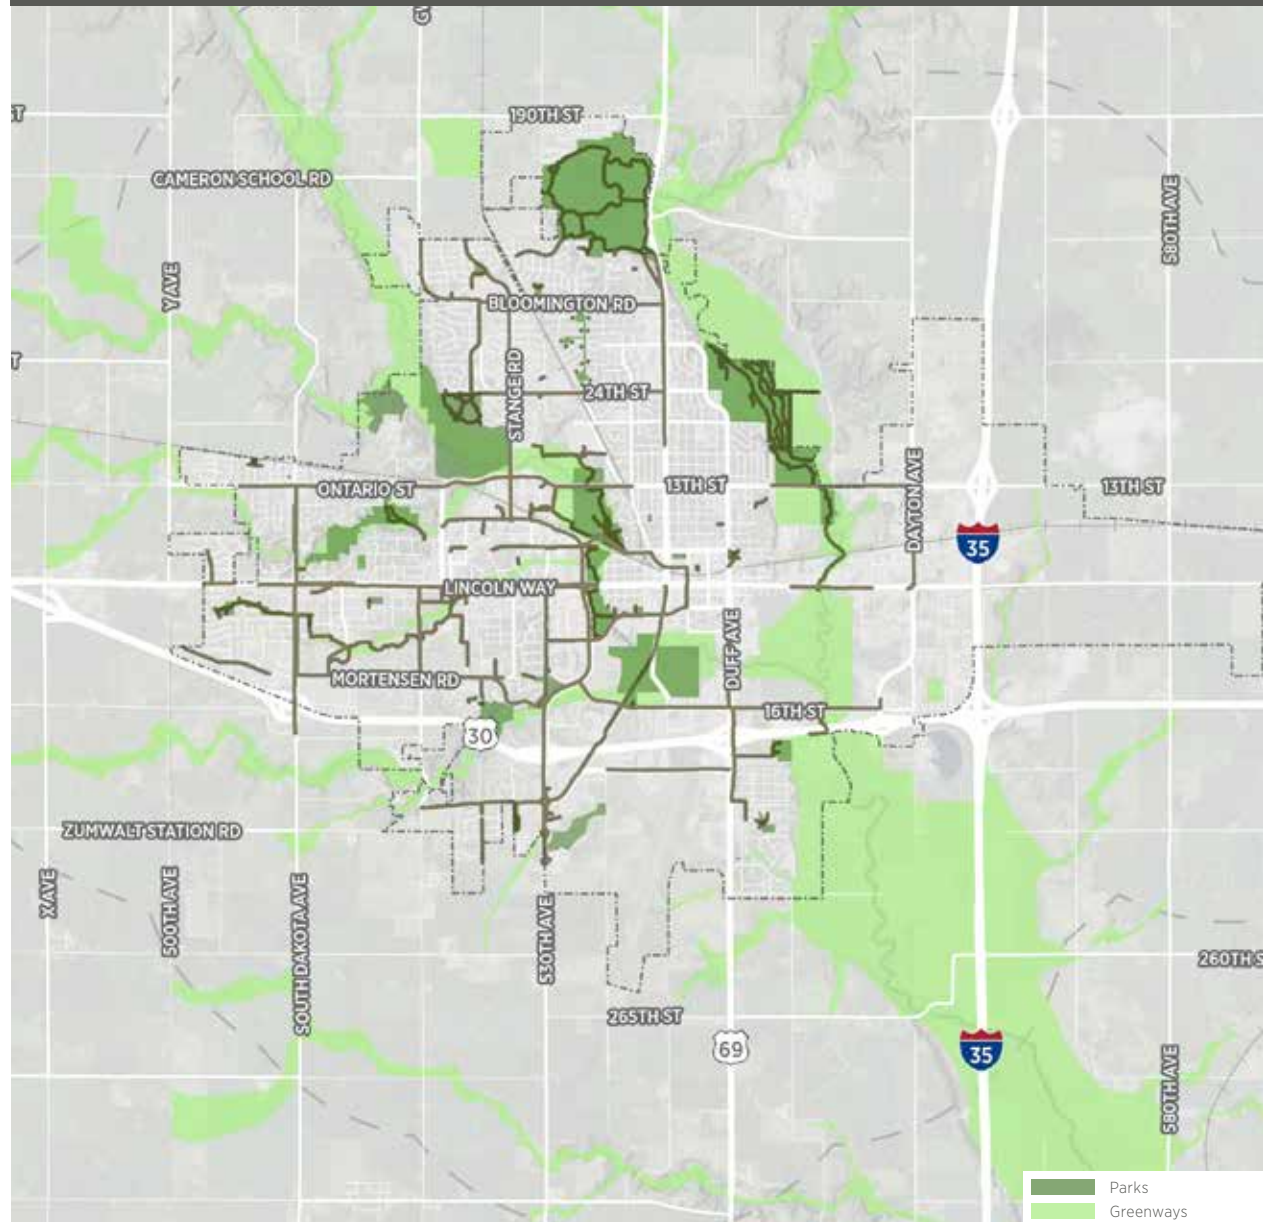 190TH ST
CAMERON SCHOOL RD
580TH AVE
Y AVE
BLOOMINGTON RD
STANGE RD
24TH ST
ONTARIO ST
13TH ST
DAYTON AVE
13TH ST
35
LINCOLN WAY
DUFF AVE
MORTENSEN RD
16TH ST
30
ZUMWALT STATION RD
X AVE
500TH AVE
SOUTH DAKOTA AVE
530TH AVE
260TH S
265TH ST
69
35
580TH AVE
Parks
Greenways